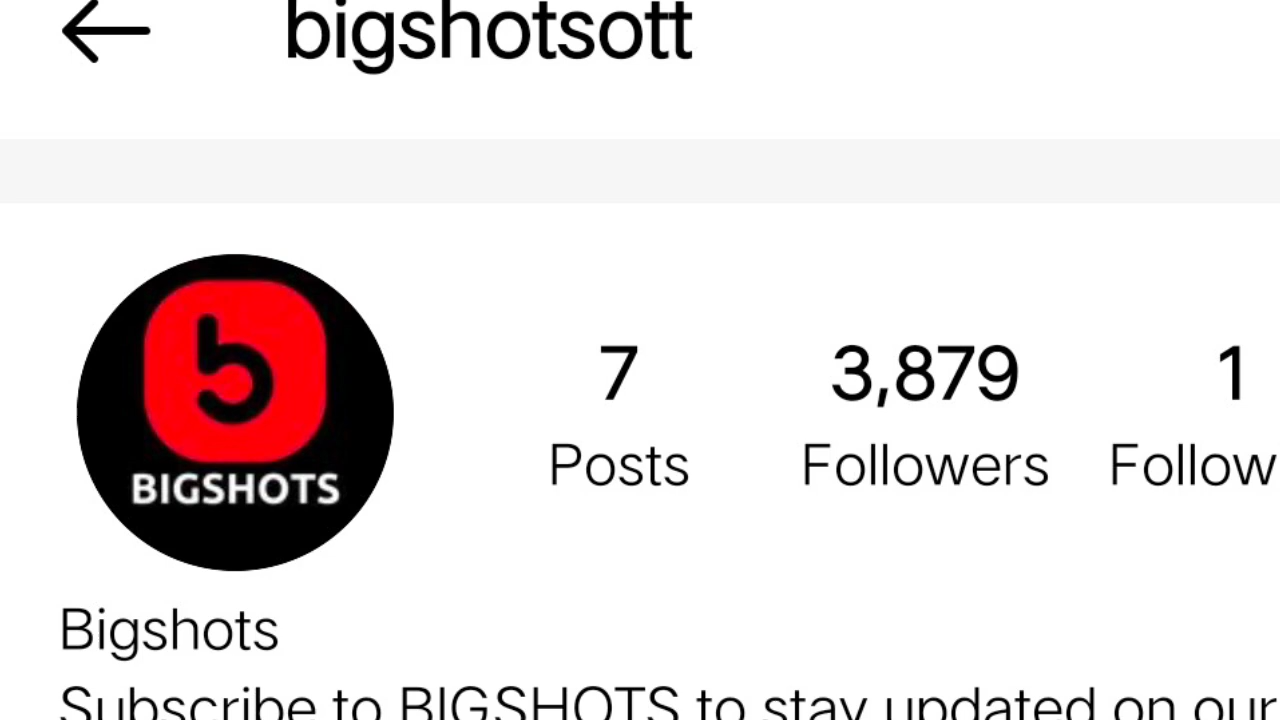 bigshotsott
b
BIGSHOTS
7 3,879 1
Posts Followers Follow
Bigshots
Subscribe to BIGSHOTS to stay updated on our